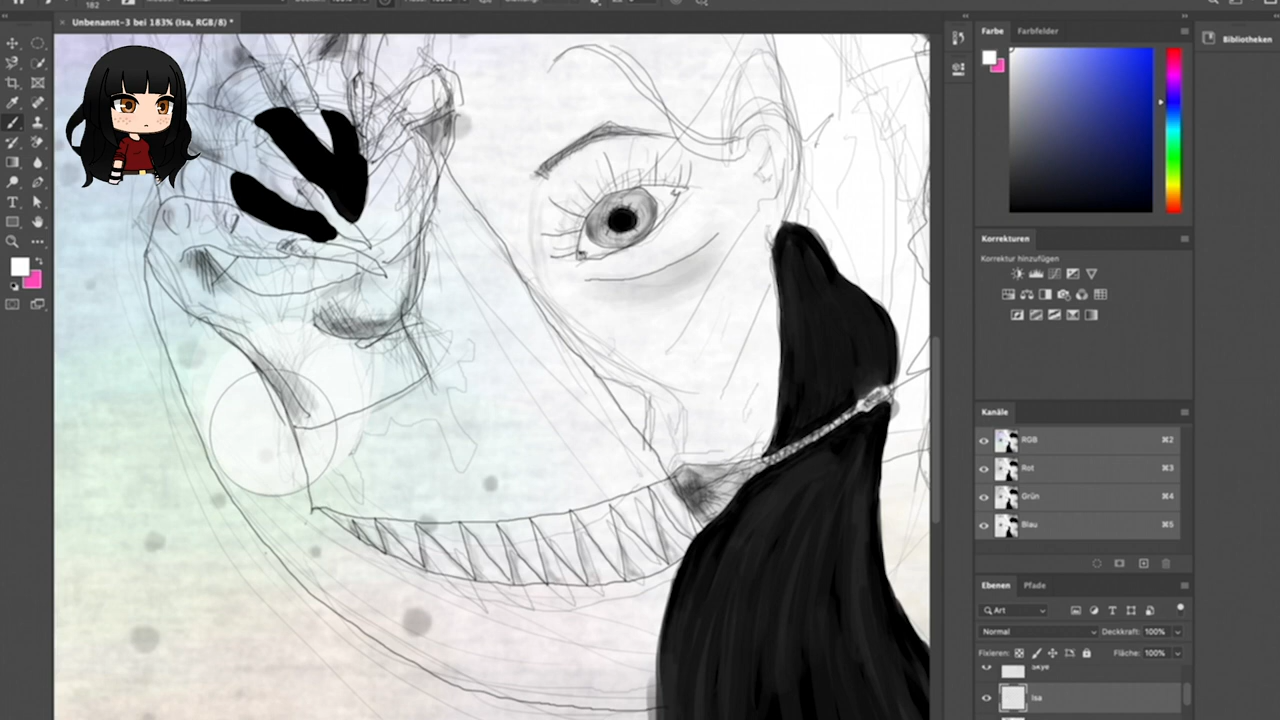 182
Unbenannt-3 bei 183% (Isa, RGB/8) *
Farbe
Farbfelder
Bibliotheken
Korrekturen
Korrektur hinzufügen
Kanäle
RGB
⌘2
Rot
⌘3
Grün
⌘4
Blau
⌘5
Ebenen
Pfade
Art
Normal
Deckkraft: 100%
Fixieren:
Fläche: 100%
Skye
Isa